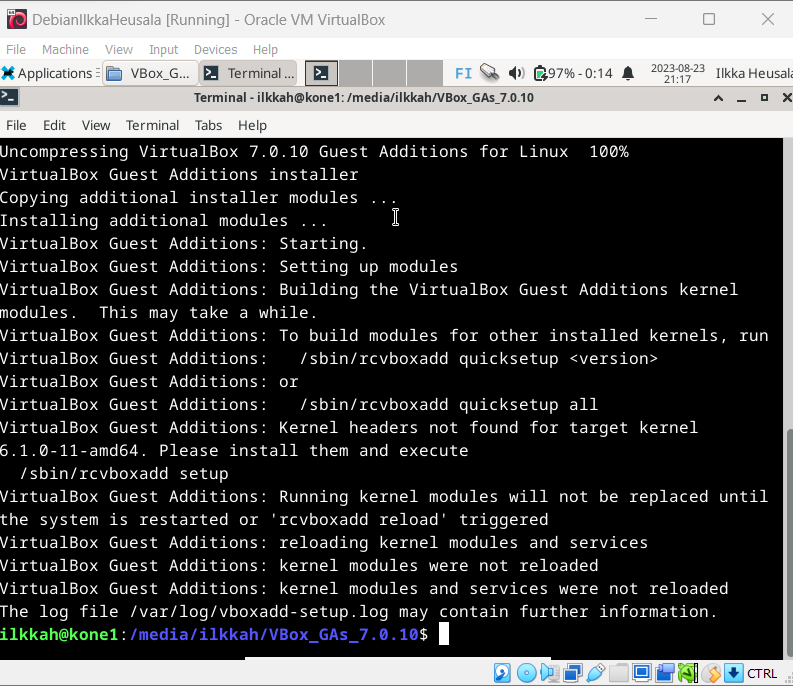 DebianIlkkaHeusala [Running] - Oracle VM VirtualBox
File Machine View Input Devices Help
Applications VBox_G... Terminal ... FI 97% - 0:14 2023-08-23 21:17 Ilkka Heusal
Terminal - ilkkah@kone1: /media/ilkkah/VBox_GAs_7.0.10
File Edit View Terminal Tabs Help
Uncompressing VirtualBox 7.0.10 Guest Additions for Linux  100%
VirtualBox Guest Additions installer
Copying additional installer modules ...
Installing additional modules ...
VirtualBox Guest Additions: Starting.
VirtualBox Guest Additions: Setting up modules
VirtualBox Guest Additions: Building the VirtualBox Guest Additions kernel
modules.  This may take a while.
VirtualBox Guest Additions: To build modules for other installed kernels, run
VirtualBox Guest Additions:   /sbin/rcvboxadd quicksetup <version>
VirtualBox Guest Additions: or
VirtualBox Guest Additions:   /sbin/rcvboxadd quicksetup all
VirtualBox Guest Additions: Kernel headers not found for target kernel
6.1.0-11-amd64. Please install them and execute
  /sbin/rcvboxadd setup
VirtualBox Guest Additions: Running kernel modules will not be replaced until
the system is restarted or 'rcvboxadd reload' triggered
VirtualBox Guest Additions: reloading kernel modules and services
VirtualBox Guest Additions: kernel modules were not reloaded
VirtualBox Guest Additions: kernel modules and services were not reloaded
The log file /var/log/vboxadd-setup.log may contain further information.
ilkkah@kone1:/media/ilkkah/VBox_GAs_7.0.10$
CTRL